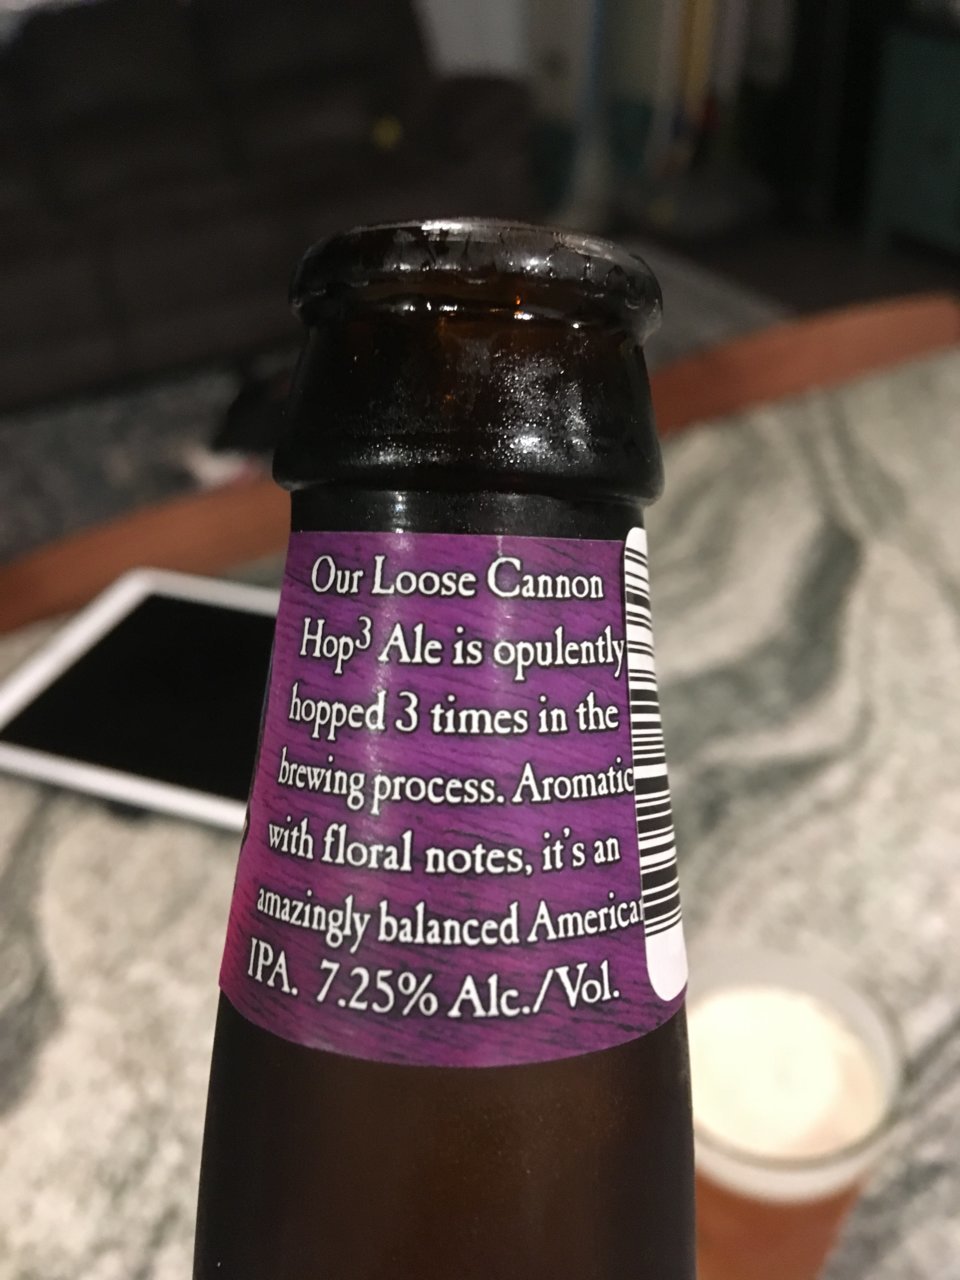 Our Loose Cannon
Hop³ Ale is opulently
hopped 3 times in the
brewing process. Aromatic
with floral notes, it's an
amazingly balanced American
IPA. 7.25% Alc./Vol.